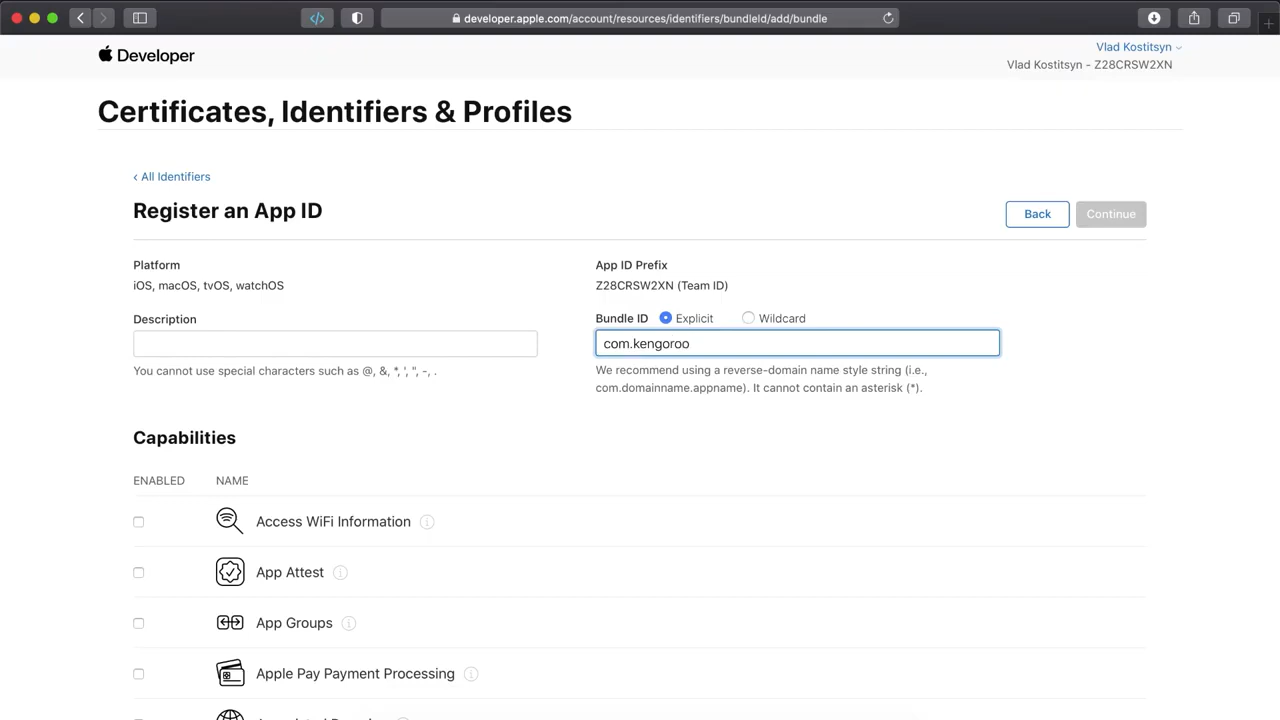 developer.apple.com/account/resources/identifiers/bundleId/add/bundle
Developer
Vlad Kostitsyn
Vlad Kostitsyn - Z28CRSW2XN
Certificates, Identifiers & Profiles
‹ All Identifiers
Register an App ID
Back
Continue
Platform
iOS, macOS, tvOS, watchOS
App ID Prefix
Z28CRSW2XN (Team ID)
Description
You cannot use special characters such as @, &, *, ', ", -, .
Bundle ID Explicit Wildcard
com.kengoroo
We recommend using a reverse-domain name style string (i.e.,
com.domainname.appname). It cannot contain an asterisk (*).
Capabilities
ENABLED NAME
Access WiFi Information
App Attest
App Groups
Apple Pay Payment Processing